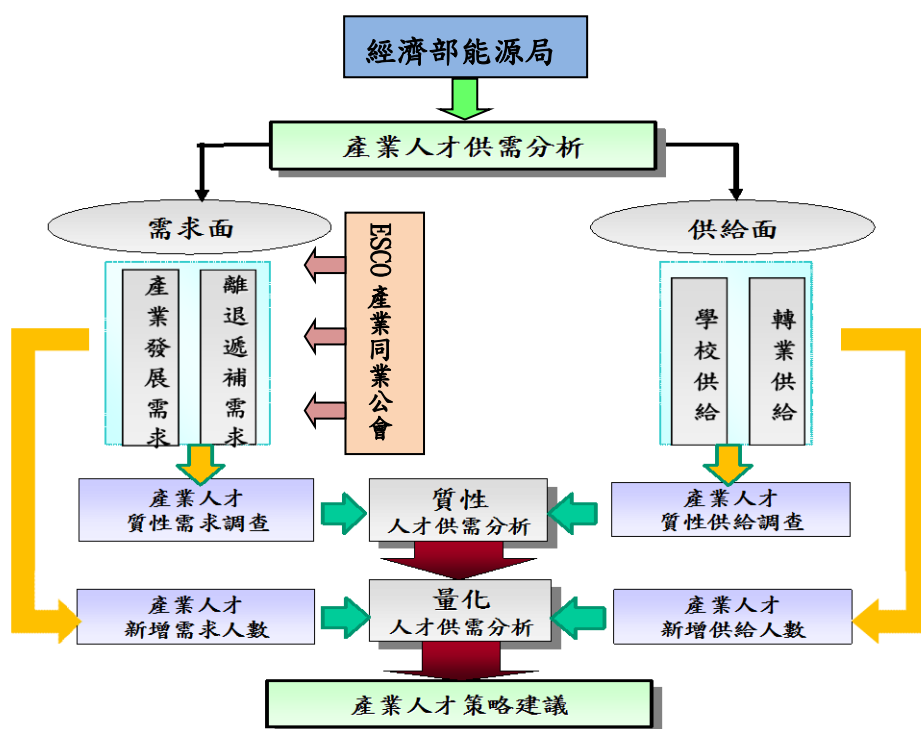 經濟部能源局
產業人才供需分析
需求面
供給面
產業發展需求
離退遞補需求
ESCO 產業同業公會
學校供給
轉業供給
產業人才
質性需求調查
質性
人才供需分析
產業人才
質性供給調查
產業人才
新增需求人數
量化
人才供需分析
產業人才
新增供給人數
產業人才策略建議